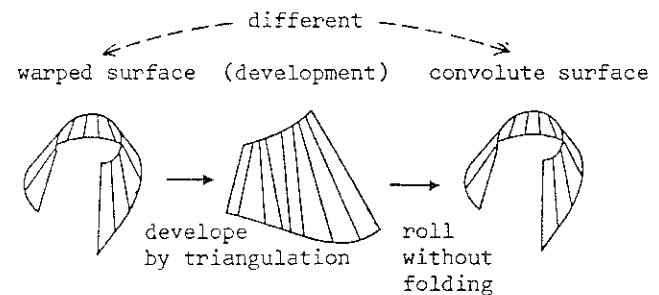 different
warped surface (development) convolute surface
develope
by triangulation
roll
without
folding